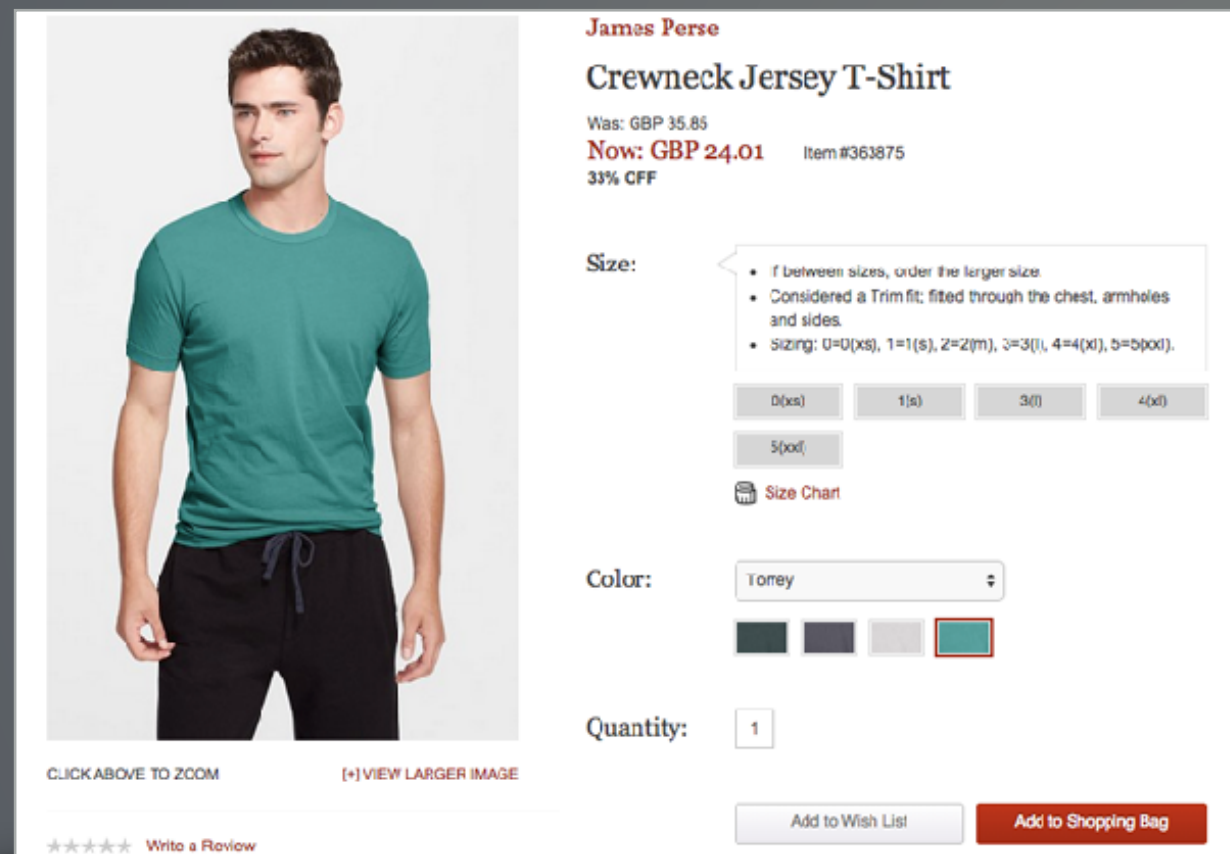 James Perse
Crewneck Jersey T-Shirt
Was: GBP 35.85
Now: GBP 24.01 Item #363875
33% OFF
Size:
If between sizes, order the larger size.
Considered a Trim fit; fitted through the chest, armholes
and sides.
Sizing: 0=0(xs), 1=1(s), 2=2(m), 3=3(l), 4=4(xl), 5=5(xxl).
0(xs) 1(s) 3(l) 4(xl)
5(xxl)
Size Chart
Color: Torrey
Quantity: 1
CLICK ABOVE TO ZOOM [+] VIEW LARGER IMAGE
Add to Wish List Add to Shopping Bag
Write a Review